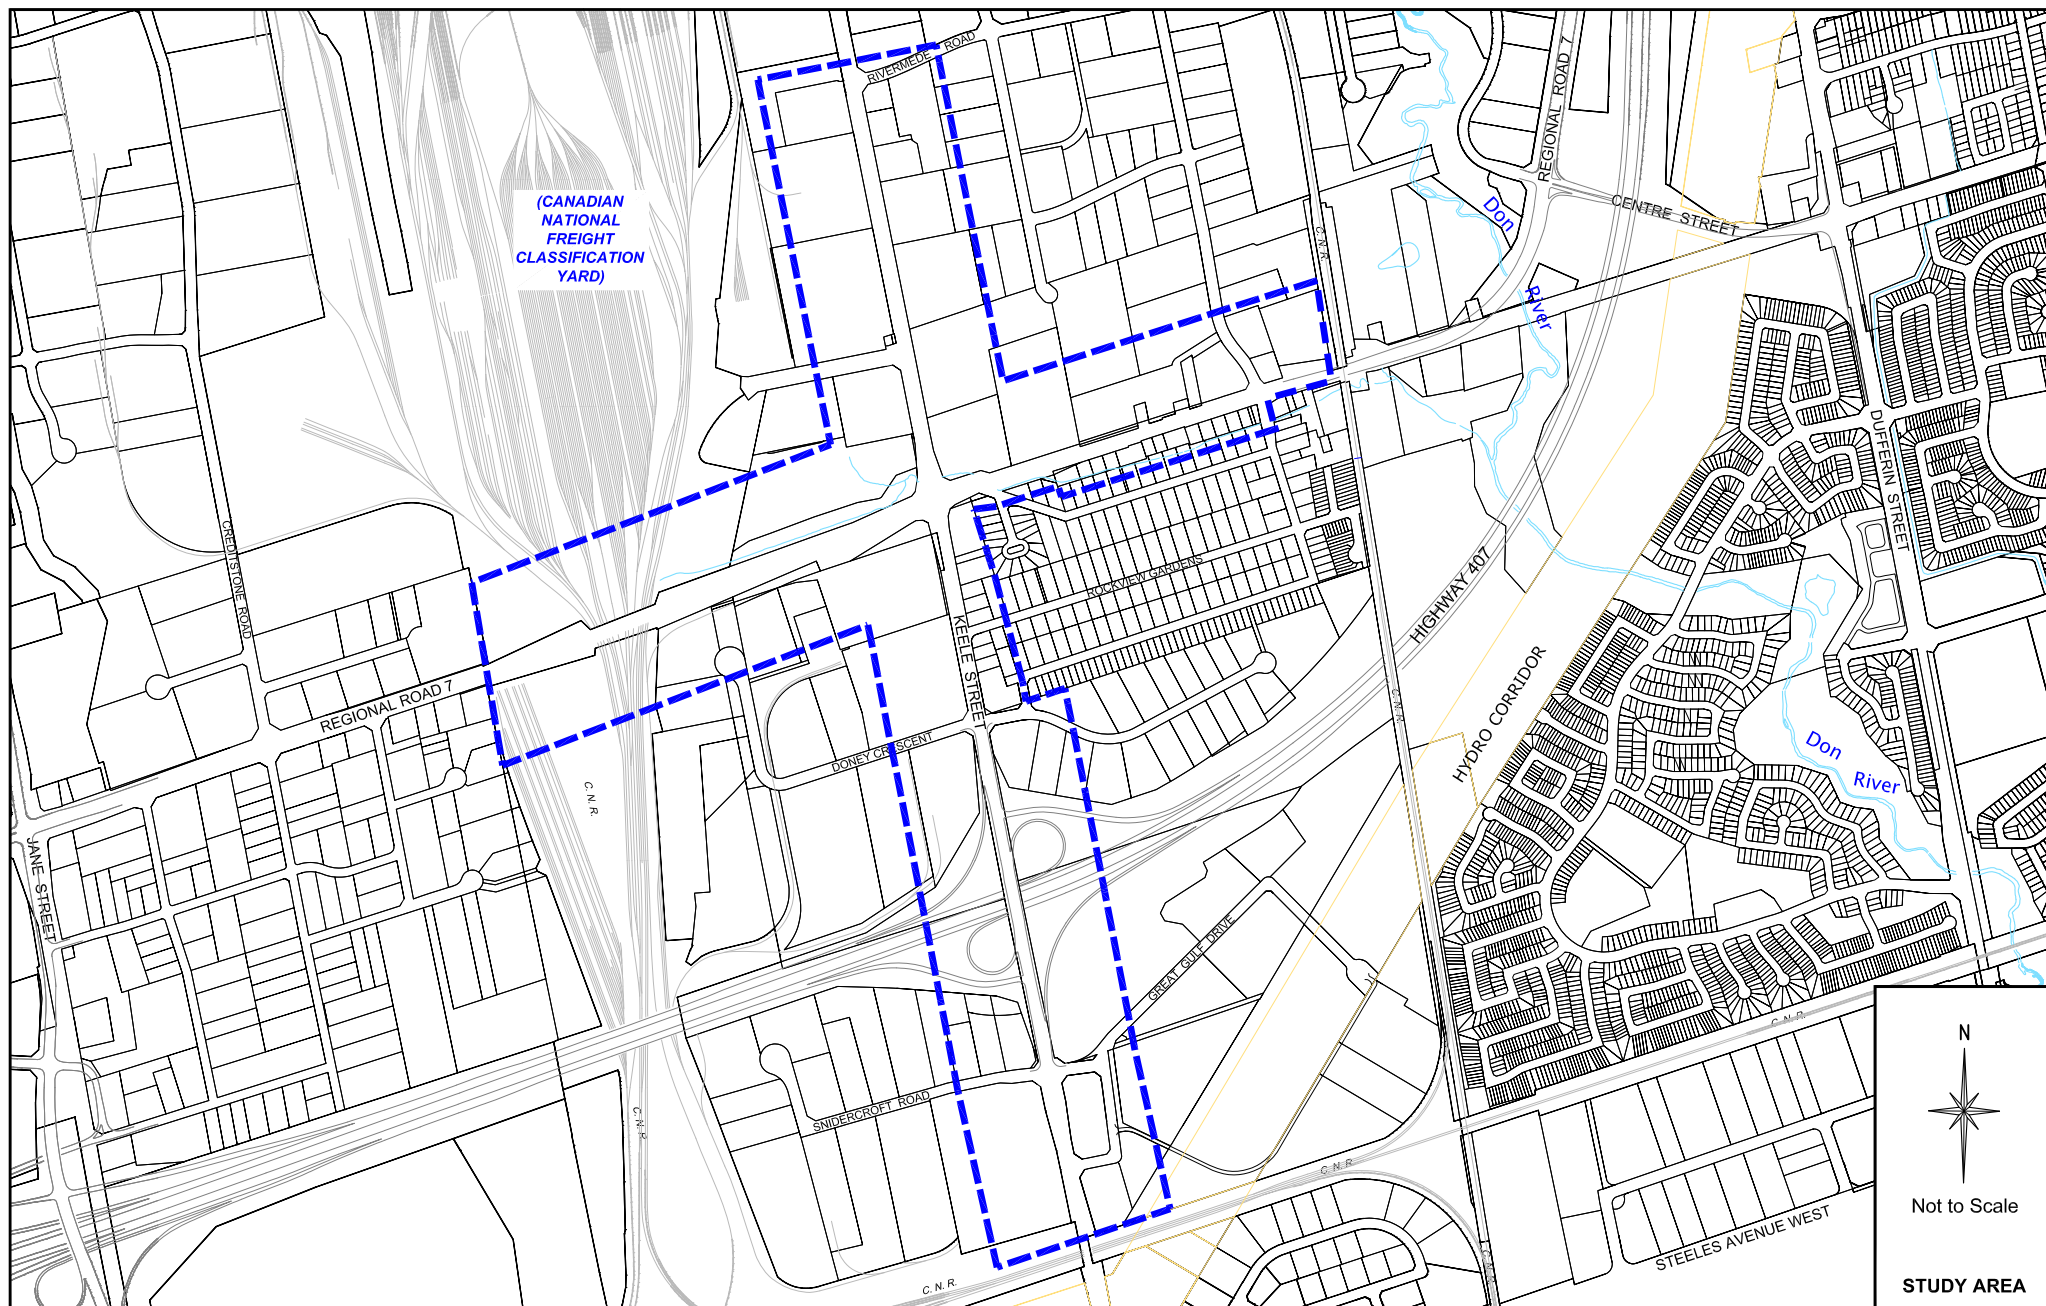 RIVERMEDE ROAD
REGIONAL ROAD 7
(CANADIAN
NATIONAL
FREIGHT
CLASSIFICATION
YARD)
Don
CENTRE STREET
C.N.R.
River
DUFFERIN STREET
CREDITSTONE ROAD
ROCKVIEW GARDENS
HIGHWAY 407
KEELE STREET
REGIONAL ROAD 7
HYDRO CORRIDOR
C.N.R.
DONEY CRESCENT
Don
River
C.N.R.
JANE STREET
GREAT GULF DRIVE
C.N.R.
N
SNIDERCROFT ROAD
C.N.R.
C.N.R.
Not to Scale
STEELES AVENUE WEST
C.N.R.
C.N.R.
STUDY AREA